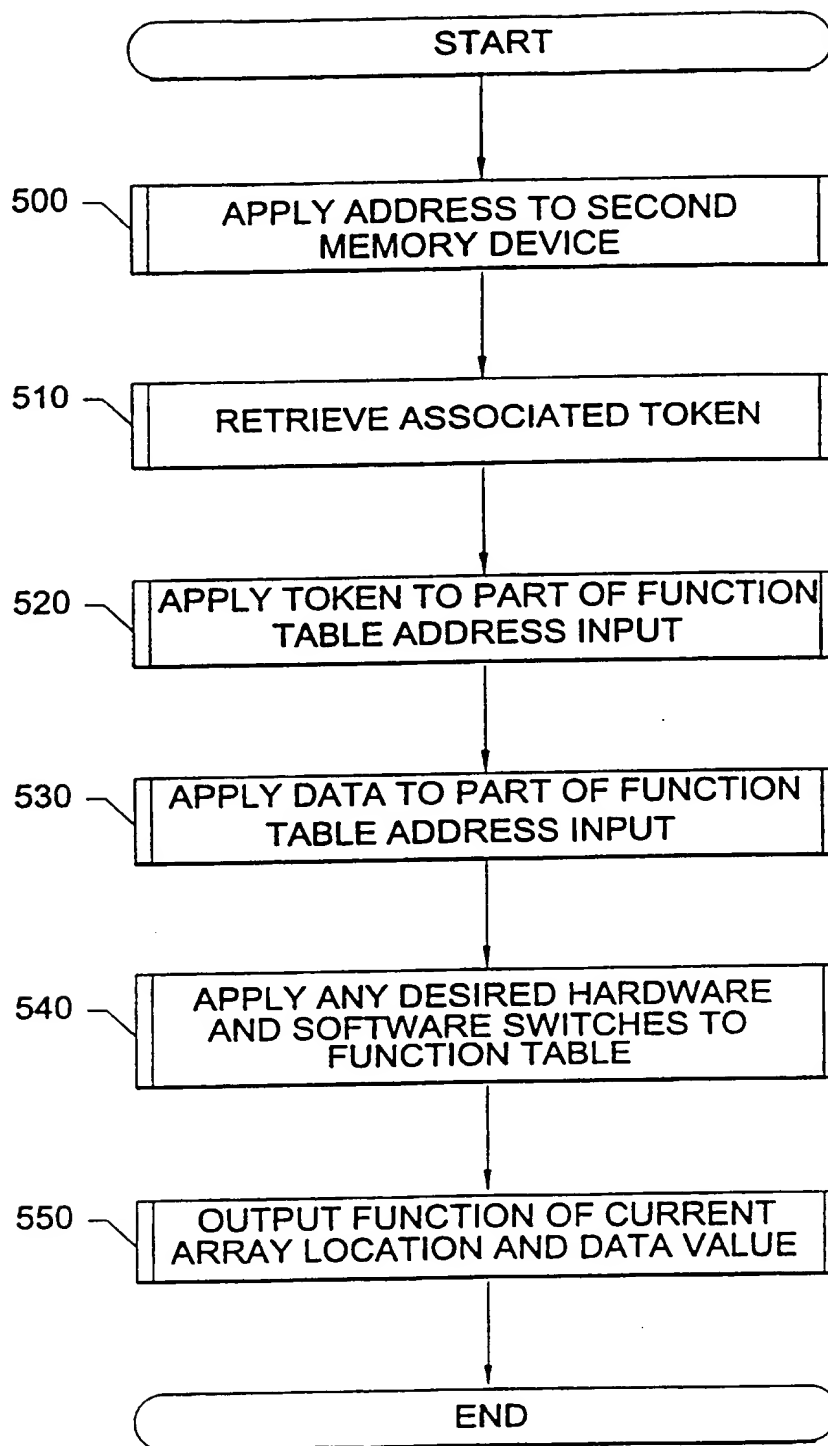 START
500
APPLY ADDRESS TO SECOND
MEMORY DEVICE
510
RETRIEVE ASSOCIATED TOKEN
520
APPLY TOKEN TO PART OF FUNCTION
TABLE ADDRESS INPUT
530
APPLY DATA TO PART OF FUNCTION
TABLE ADDRESS INPUT
540
APPLY ANY DESIRED HARDWARE
AND SOFTWARE SWITCHES TO
FUNCTION TABLE
550
OUTPUT FUNCTION OF CURRENT
ARRAY LOCATION AND DATA VALUE
END